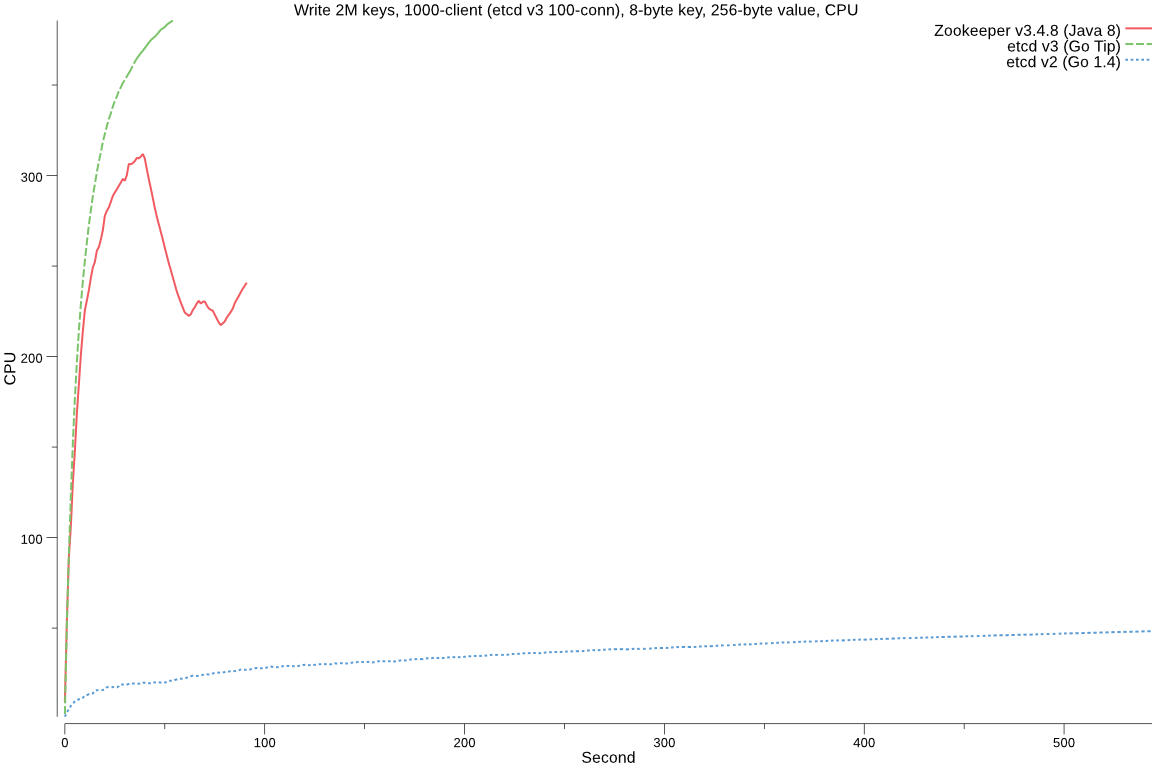 Write 2M keys, 1000-client (etcd v3 100-conn), 8-byte key, 256-byte value, CPU
Zookeeper v3.4.8 (Java 8)
etcd v3 (Go Tip)
etcd v2 (Go 1.4)
300
200
100
CPU
0 100 200 300 400 500
Second